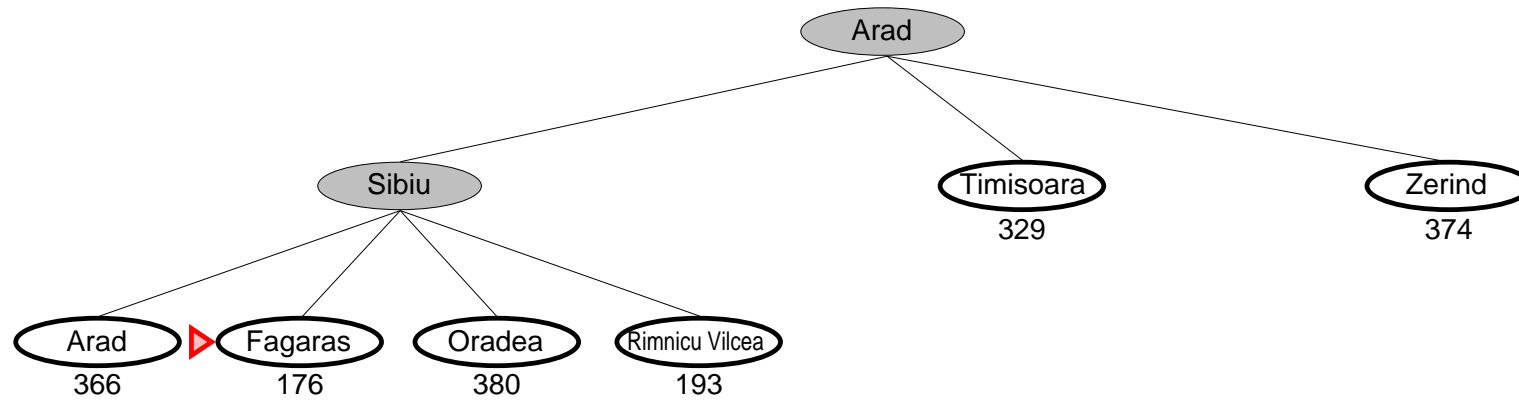 Arad
Sibiu
Timisoara
Zerind
329
374
Arad
Fagaras
Oradea
Rimnicu Vilcea
366
176
380
193